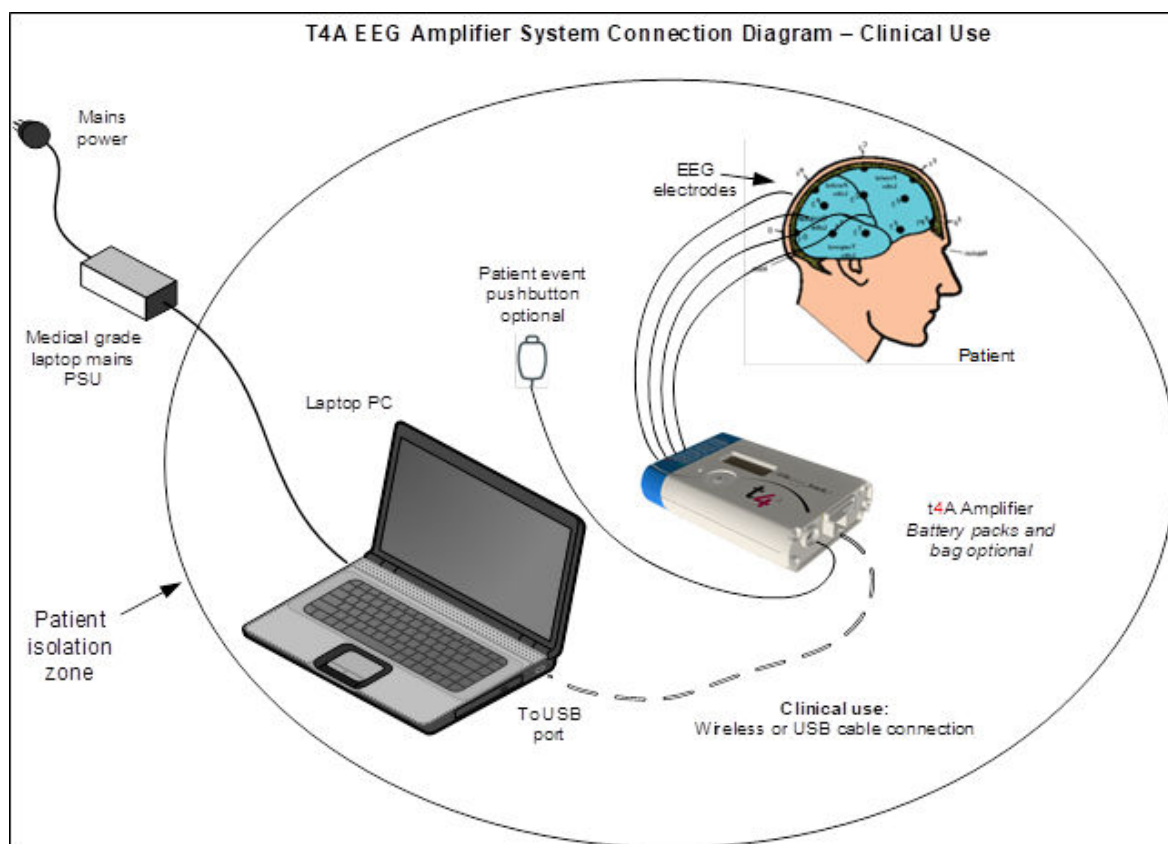 T4A EEG Amplifier System Connection Diagram – Clinical Use
Mains
power
EEG
electrodes
Patient event
pushbutton
optional
Medical grade
laptop mains
PSU
Patient
Laptop PC
t4
t4A Amplifier
Battery packs and
bag optional
Patient
isolation
zone
To USB
port
Clinical use:
Wireless or USB cable connection